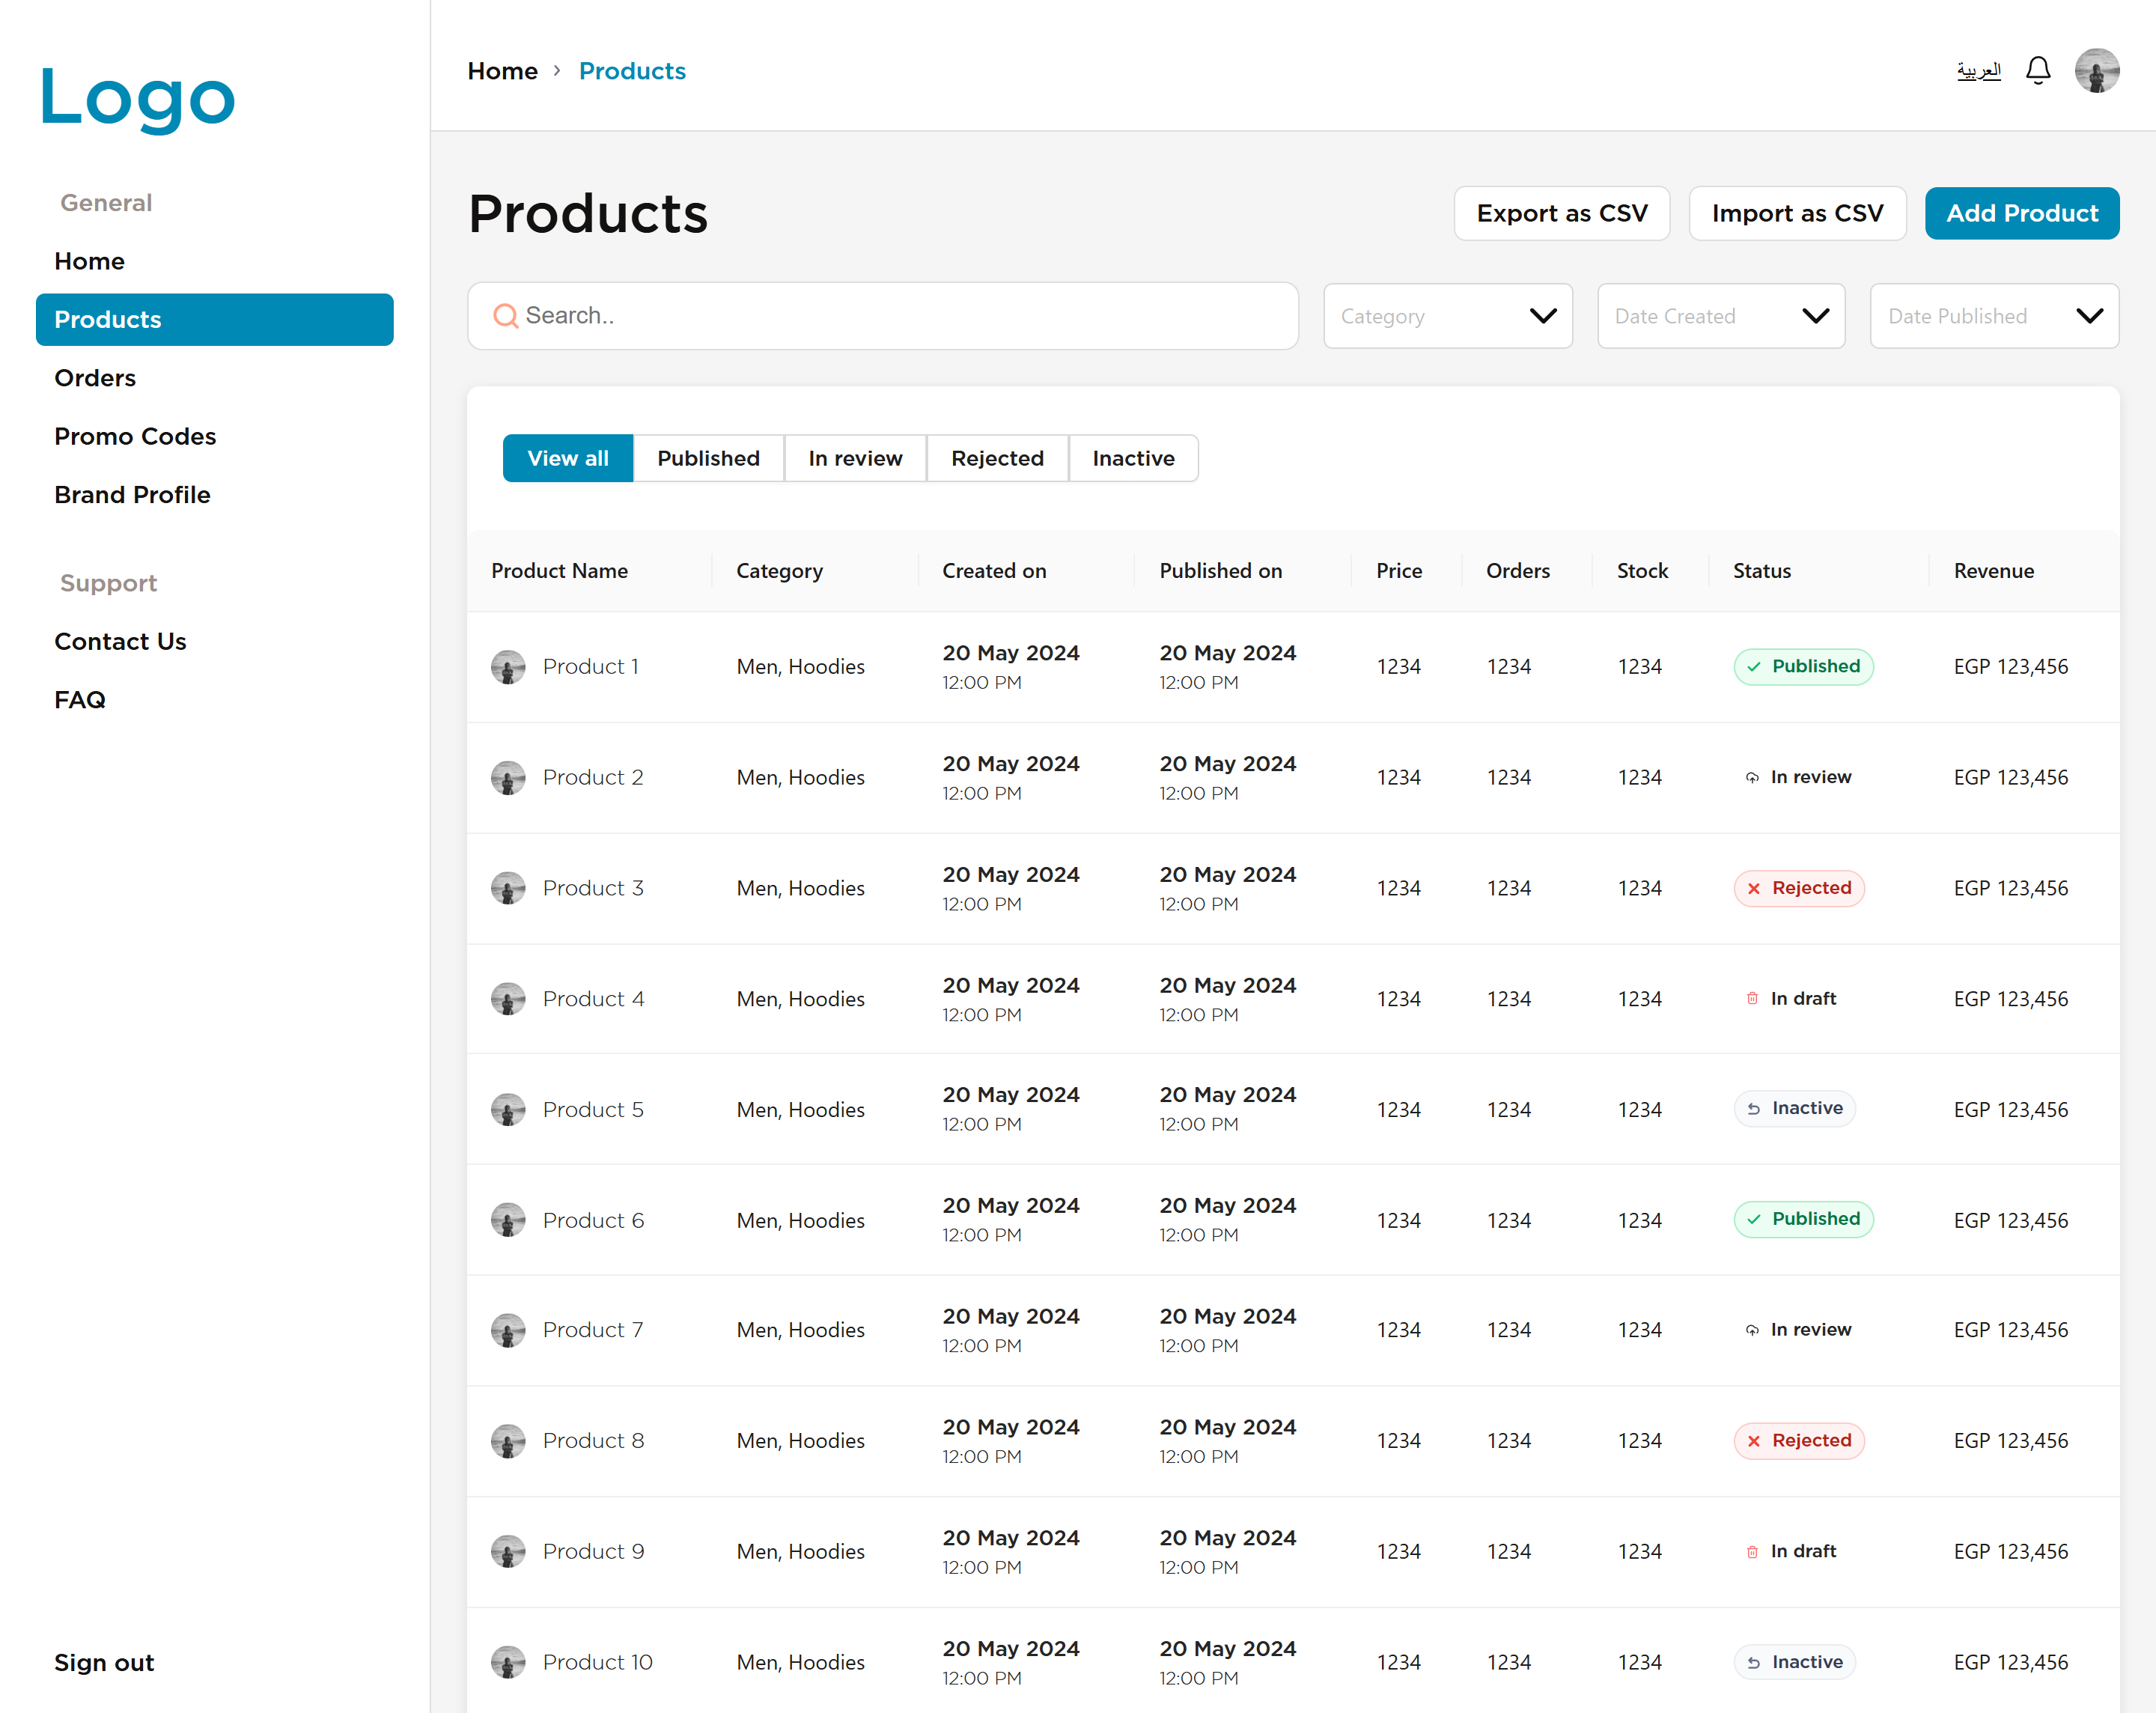 Logo
General
Home
Products
Orders
Promo Codes
Brand Profile
Support
Contact Us
FAQ
Sign out
Home › Products
العربية
Products
Export as CSV
Import as CSV
Add Product
Search..
Category
Date Created
Date Published
View all
Published
In review
Rejected
Inactive
Product Name Category Created on Published on Price Orders Stock Status Revenue
Product 1 Men, Hoodies 20 May 2024 20 May 2024 1234 1234 1234 Published EGP 123,456
12:00 PM 12:00 PM
Product 2 Men, Hoodies 20 May 2024 20 May 2024 1234 1234 1234 In review EGP 123,456
12:00 PM 12:00 PM
Product 3 Men, Hoodies 20 May 2024 20 May 2024 1234 1234 1234 Rejected EGP 123,456
12:00 PM 12:00 PM
Product 4 Men, Hoodies 20 May 2024 20 May 2024 1234 1234 1234 In draft EGP 123,456
12:00 PM 12:00 PM
Product 5 Men, Hoodies 20 May 2024 20 May 2024 1234 1234 1234 Inactive EGP 123,456
12:00 PM 12:00 PM
Product 6 Men, Hoodies 20 May 2024 20 May 2024 1234 1234 1234 Published EGP 123,456
12:00 PM 12:00 PM
Product 7 Men, Hoodies 20 May 2024 20 May 2024 1234 1234 1234 In review EGP 123,456
12:00 PM 12:00 PM
Product 8 Men, Hoodies 20 May 2024 20 May 2024 1234 1234 1234 Rejected EGP 123,456
12:00 PM 12:00 PM
Product 9 Men, Hoodies 20 May 2024 20 May 2024 1234 1234 1234 In draft EGP 123,456
12:00 PM 12:00 PM
Product 10 Men, Hoodies 20 May 2024 20 May 2024 1234 1234 1234 Inactive EGP 123,456
12:00 PM 12:00 PM